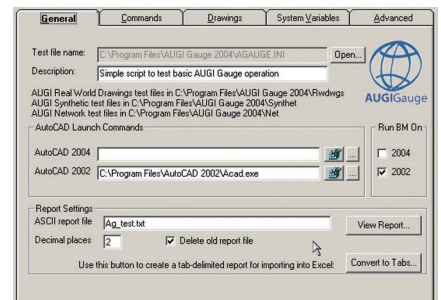 General Commands Drawings System Variables Advanced
Test file name: C:\Program Files\AUGI Gauge 2004\AGAUGE.INI Open...
Description: Simple script to test basic AUGI Gauge operation
AUGI Real World Drawings test files in C:\Program Files\AUGI Gauge 2004\Rwdwgs
AUGI Synthetic test files in C:\Program Files\AUGI Gauge 2004\Synthet
AUGI Network test files in C:\Program Files\AUGI Gauge 2004\Net
AUGIGauge
AutoCAD Launch Commands Run BM On
AutoCAD 2004 ... 2004
AutoCAD 2002 C:\Program Files\AutoCAD 2002\Acad.exe ... 2002
Report Settings
ASCII report file Ag_test.txt View Report...
Decimal places 2 Delete old report file
Use this button to create a tab-delimited report for importing into Excel: Convert to Tabs...